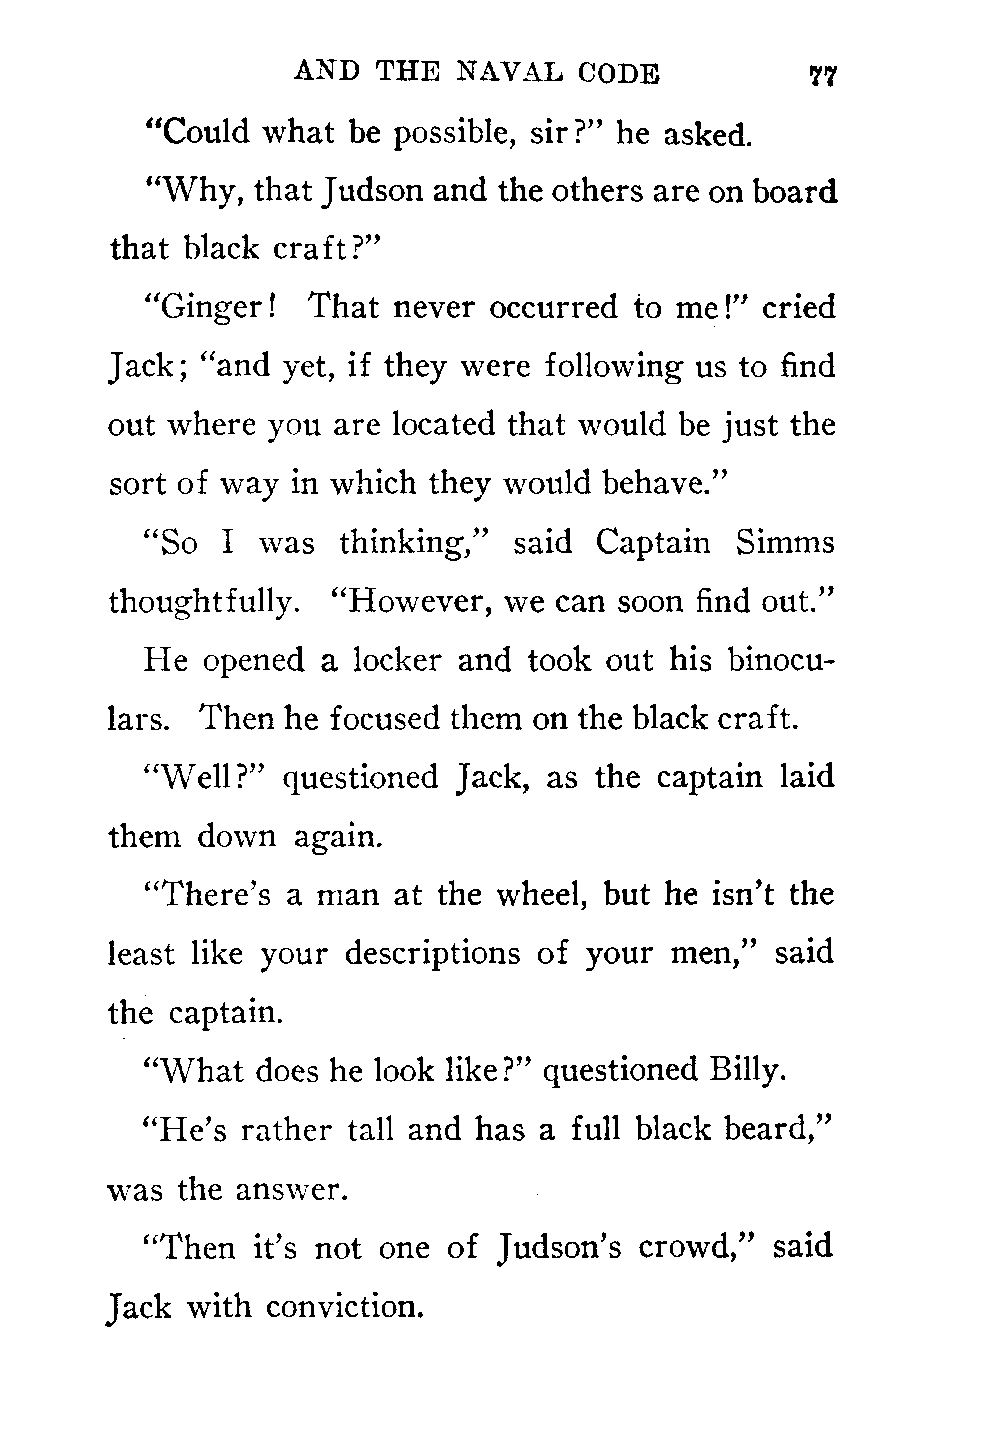 AND THE NAVAL CODE 77
“Could what be possible, sir?” he asked.
“Why, that Judson and the others are on board
that black craft?”
“Ginger! That never occurred to me!” cried
Jack; “and yet, if they were following us to find
out where you are located that would be just the
sort of way in which they would behave.”
“So I was thinking,” said Captain Simms
thoughtfully. “However, we can soon find out.”
He opened a locker and took out his binocu-
lars. Then he focused them on the black craft.
“Well?” questioned Jack, as the captain laid
them down again.
“There’s a man at the wheel, but he isn’t the
least like your descriptions of your men,” said
the captain.
“What does he look like?” questioned Billy.
“He’s rather tall and has a full black beard,”
was the answer.
“Then it’s not one of Judson’s crowd,” said
Jack with conviction.